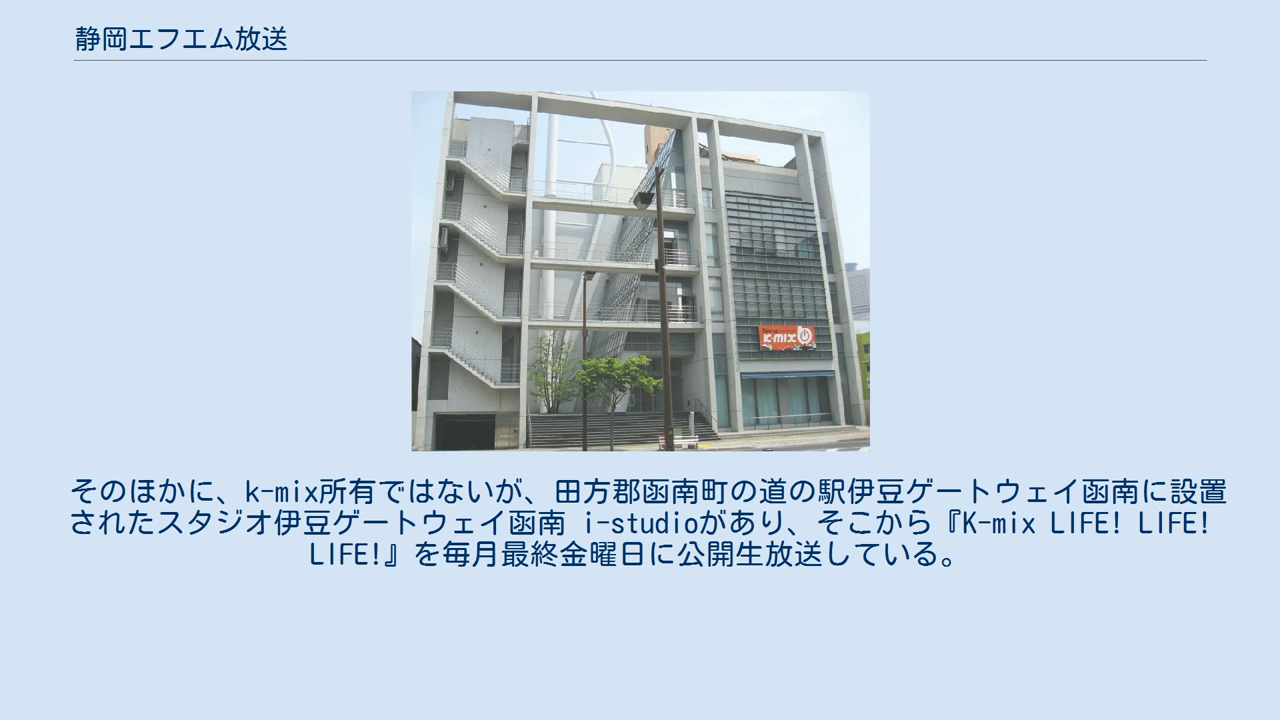 静岡エフエム放送
K-mix
そのほかに、k-mix所有ではないが、田方郡函南町の道の駅伊豆ゲートウェイ函南に設置
されたスタジオ伊豆ゲートウェイ函南 i-studioがあり、そこから『K-mix LIFE! LIFE!
LIFE!』を毎月最終金曜日に公開生放送している。